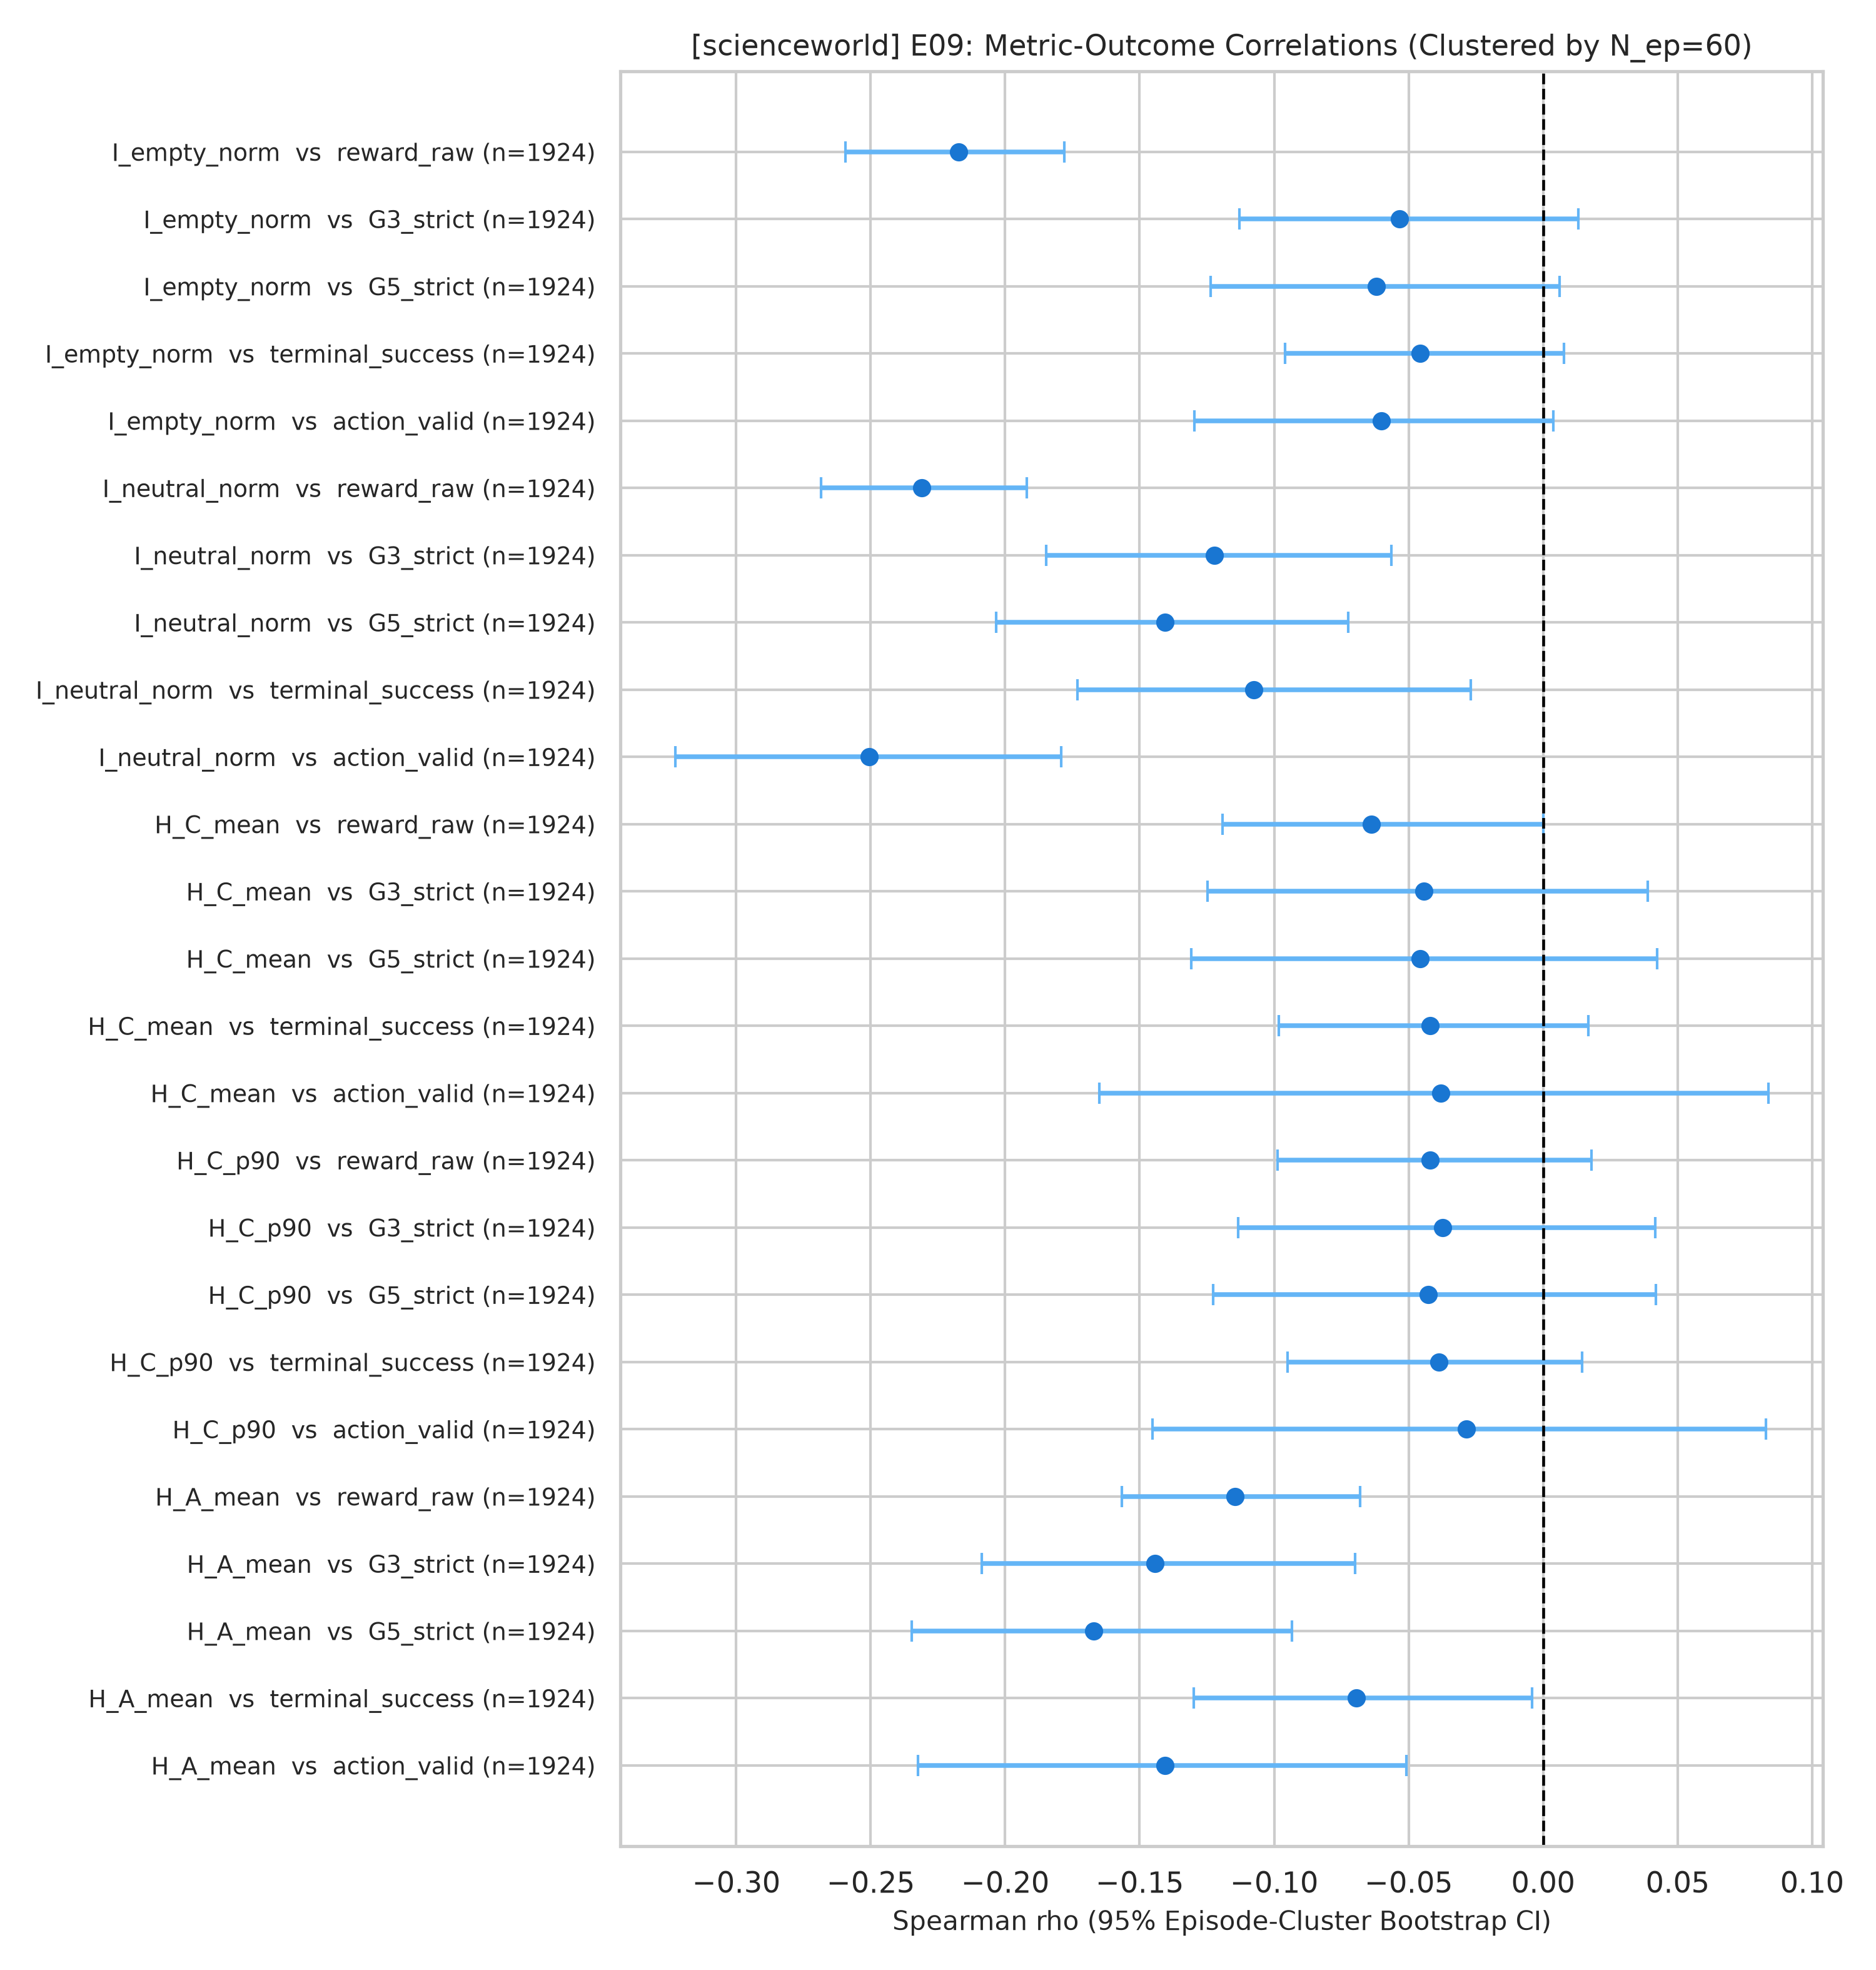 [scienceworld] E09: Metric-Outcome Correlations (Clustered by N_ep=60)
I_empty_norm  vs  reward_raw (n=1924)
I_empty_norm  vs  G3_strict (n=1924)
I_empty_norm  vs  G5_strict (n=1924)
I_empty_norm  vs  terminal_success (n=1924)
I_empty_norm  vs  action_valid (n=1924)
I_neutral_norm  vs  reward_raw (n=1924)
I_neutral_norm  vs  G3_strict (n=1924)
I_neutral_norm  vs  G5_strict (n=1924)
I_neutral_norm  vs  terminal_success (n=1924)
I_neutral_norm  vs  action_valid (n=1924)
H_C_mean  vs  reward_raw (n=1924)
H_C_mean  vs  G3_strict (n=1924)
H_C_mean  vs  G5_strict (n=1924)
H_C_mean  vs  terminal_success (n=1924)
H_C_mean  vs  action_valid (n=1924)
H_C_p90  vs  reward_raw (n=1924)
H_C_p90  vs  G3_strict (n=1924)
H_C_p90  vs  G5_strict (n=1924)
H_C_p90  vs  terminal_success (n=1924)
H_C_p90  vs  action_valid (n=1924)
H_A_mean  vs  reward_raw (n=1924)
H_A_mean  vs  G3_strict (n=1924)
H_A_mean  vs  G5_strict (n=1924)
H_A_mean  vs  terminal_success (n=1924)
H_A_mean  vs  action_valid (n=1924)
−0.30 −0.25 −0.20 −0.15 −0.10 −0.05 0.00 0.05 0.10
Spearman rho (95% Episode-Cluster Bootstrap CI)